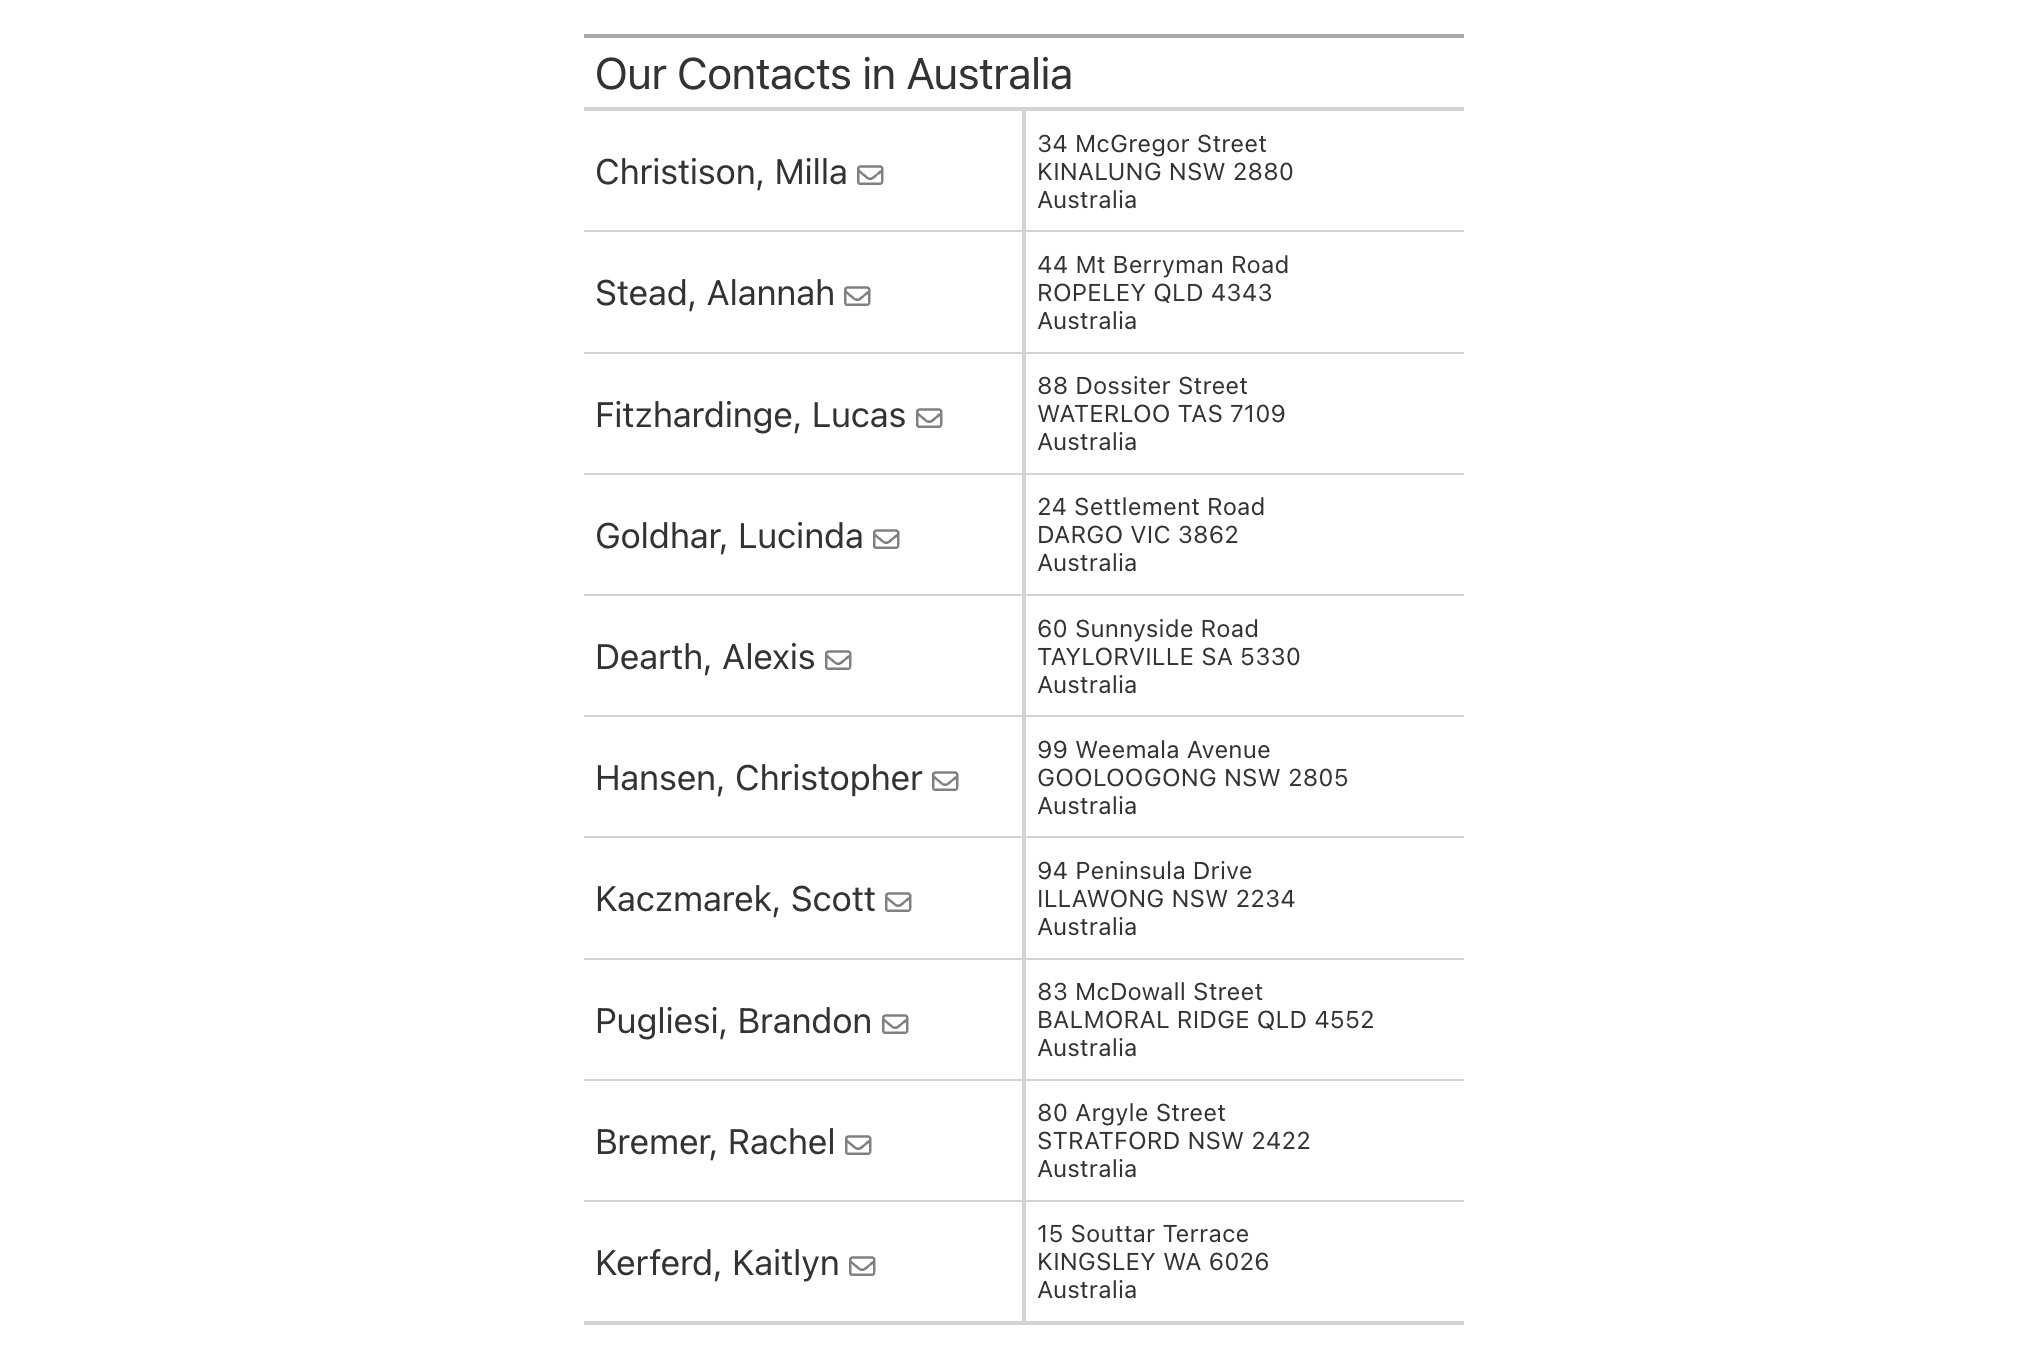 Our Contacts in Australia
Christison, Milla
34 McGregor Street
KINALUNG NSW 2880
Australia
Stead, Alannah
44 Mt Berryman Road
ROPELEY QLD 4343
Australia
Fitzhardinge, Lucas
88 Dossiter Street
WATERLOO TAS 7109
Australia
Goldhar, Lucinda
24 Settlement Road
DARGO VIC 3862
Australia
Dearth, Alexis
60 Sunnyside Road
TAYLORVILLE SA 5330
Australia
Hansen, Christopher
99 Weemala Avenue
GOOLOOGONG NSW 2805
Australia
Kaczmarek, Scott
94 Peninsula Drive
ILLAWONG NSW 2234
Australia
Pugliesi, Brandon
83 McDowall Street
BALMORAL RIDGE QLD 4552
Australia
Bremer, Rachel
80 Argyle Street
STRATFORD NSW 2422
Australia
Kerferd, Kaitlyn
15 Souttar Terrace
KINGSLEY WA 6026
Australia